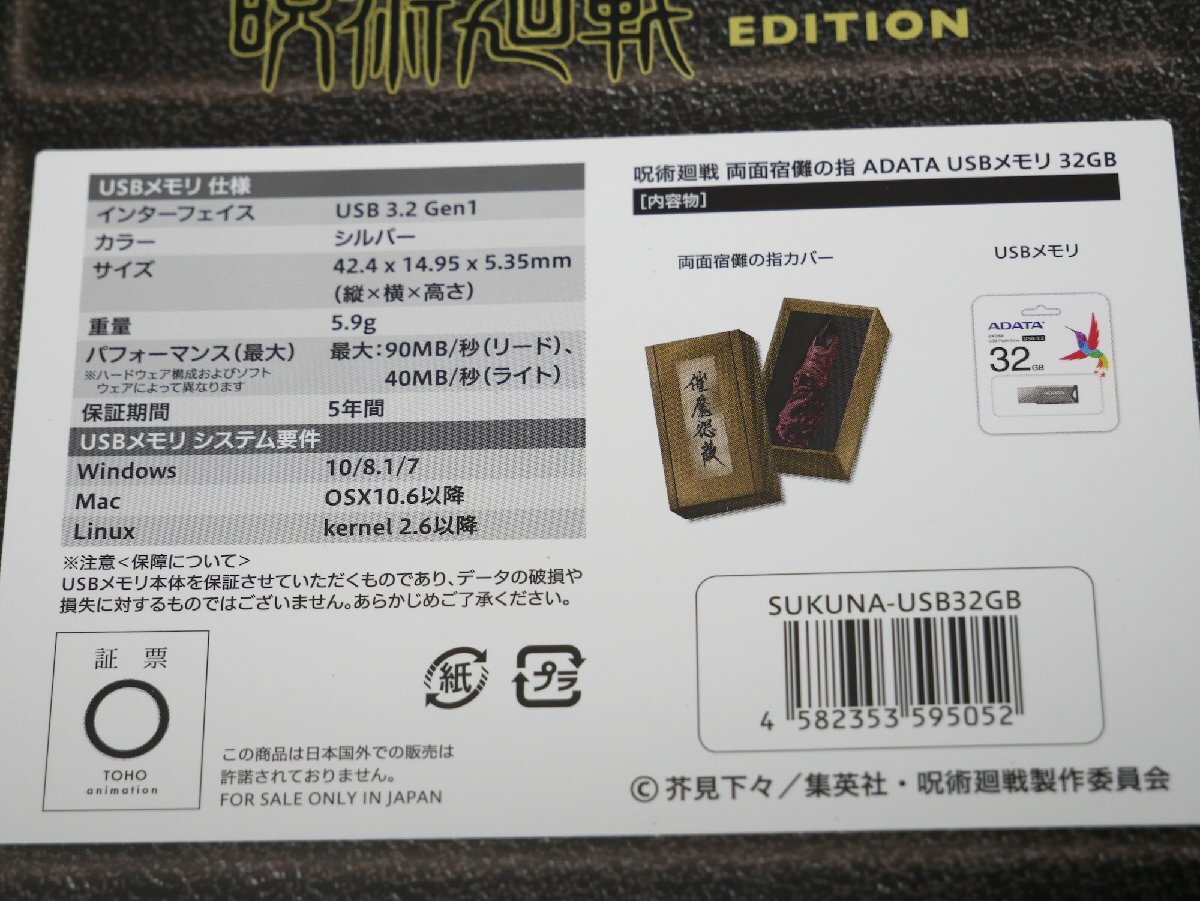 呪術廻戦 EDITION
USBメモリ 仕様
インターフェイス USB 3.2 Gen1
カラー シルバー
サイズ 42.4 x 14.95 x 5.35mm
(縦×横×高さ)
重量 5.9g
パフォーマンス(最大) 最大:90MB/秒(リード)、
※ハードウェア構成およびソフト
ウェアによって異なります
40MB/秒(ライト)
保証期間 5年間
USBメモリ システム要件
Windows 10/8.1/7
Mac OSX10.6以降
Linux kernel 2.6以降
※注意<保障について>
USBメモリ本体を保証させていただくものであり、データの破損や
損失に対するものではございません。あらかじめご了承ください。
証 票
TOHO
animation
紙
プラ
この商品は日本国外での販売は
許諾されておりません。
FOR SALE ONLY IN JAPAN
呪術廻戦 両面宿儺の指 ADATA USBメモリ 32GB
[内容物]
両面宿儺の指カバー
USBメモリ
ADATA
32GB
SUKUNA-USB32GB
4 582353 595052
©芥見下々/集英社・呪術廻戦製作委員会